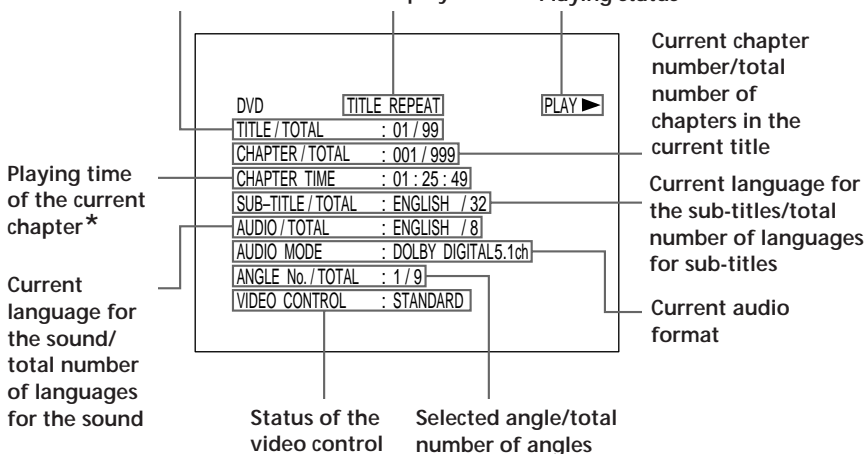 Current chapter
number/total
number of
chapters in the
current title
DVD TITLE REPEAT PLAY ►
TITLE / TOTAL : 01 / 99
CHAPTER / TOTAL : 001 / 999
CHAPTER TIME : 01 : 25 : 49
SUB–TITLE / TOTAL : ENGLISH / 32
AUDIO / TOTAL : ENGLISH / 8
AUDIO MODE : DOLBY DIGITAL5.1ch
ANGLE No. / TOTAL : 1 / 9
VIDEO CONTROL : STANDARD
Playing time
of the current
chapter*
Current
language for
the sound/
total number
of languages
for the sound
Current language for
the sub-titles/total
number of languages
for sub-titles
Current audio
format
Status of the
video control
Selected angle/total
number of angles